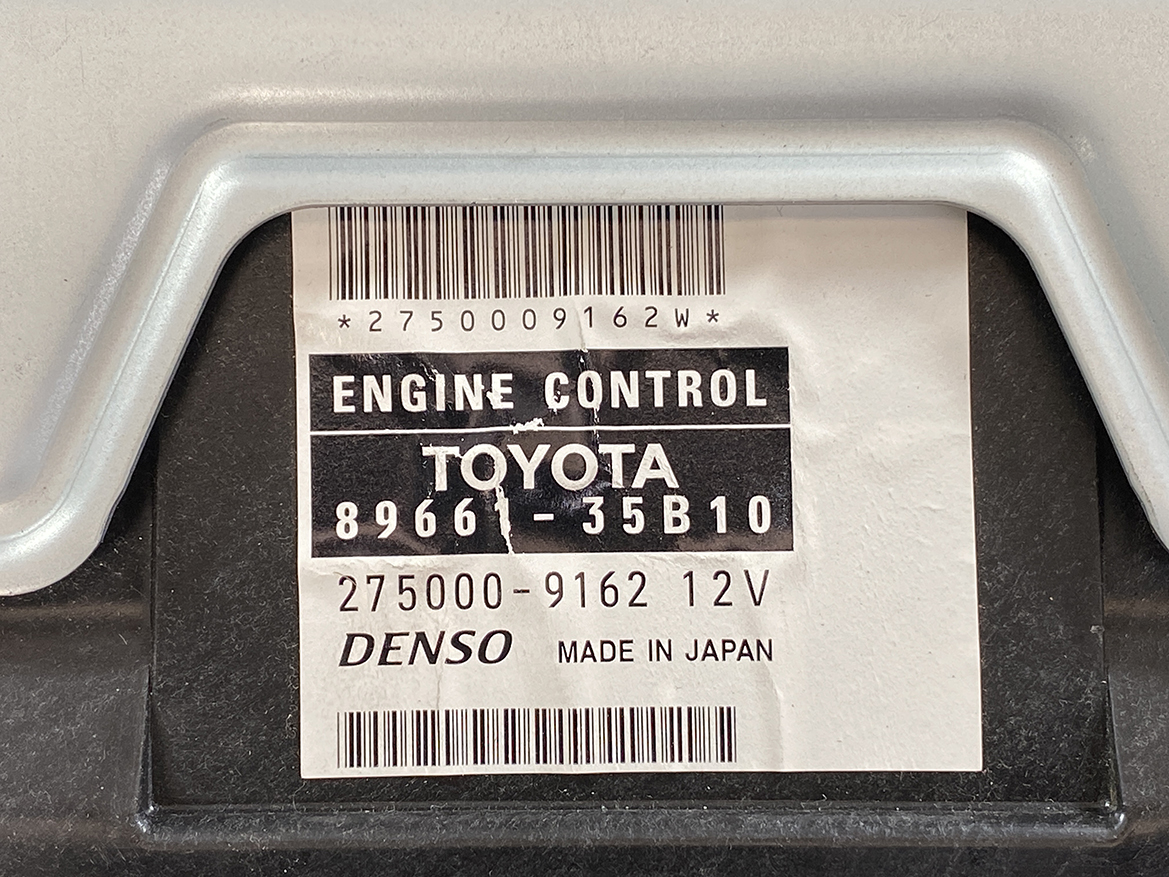 *2750009162W*
ENGINE CONTROL
TOYOTA
89661-35B10
275000-9162 12V
DENSO MADE IN JAPAN